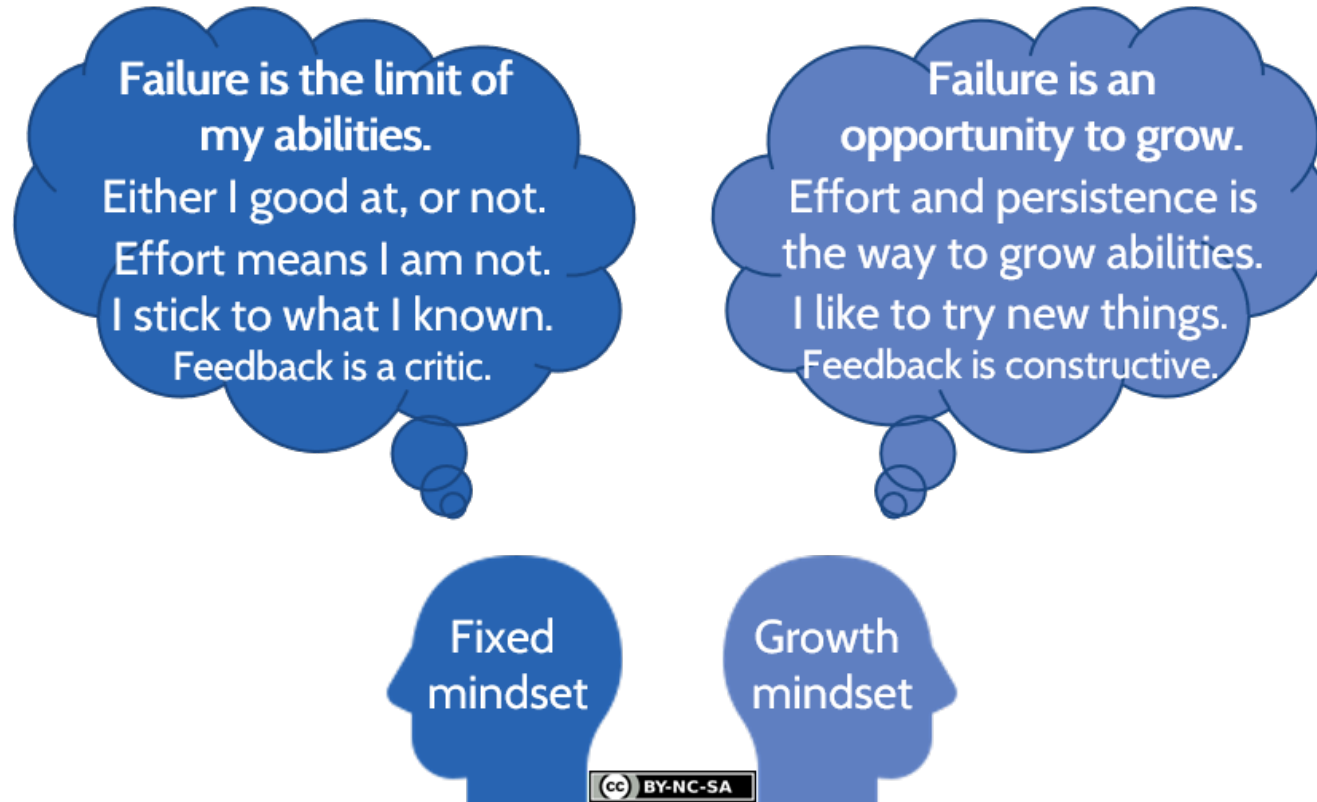 Failure is the limit of
my abilities.
Either I good at, or not.
Effort means I am not.
I stick to what I known.
Feedback is a critic.
Failure is an
opportunity to grow.
Effort and persistence is
the way to grow abilities.
I like to try new things.
Feedback is constructive.
Fixed
mindset
Growth
mindset
cc BY-NC-SA